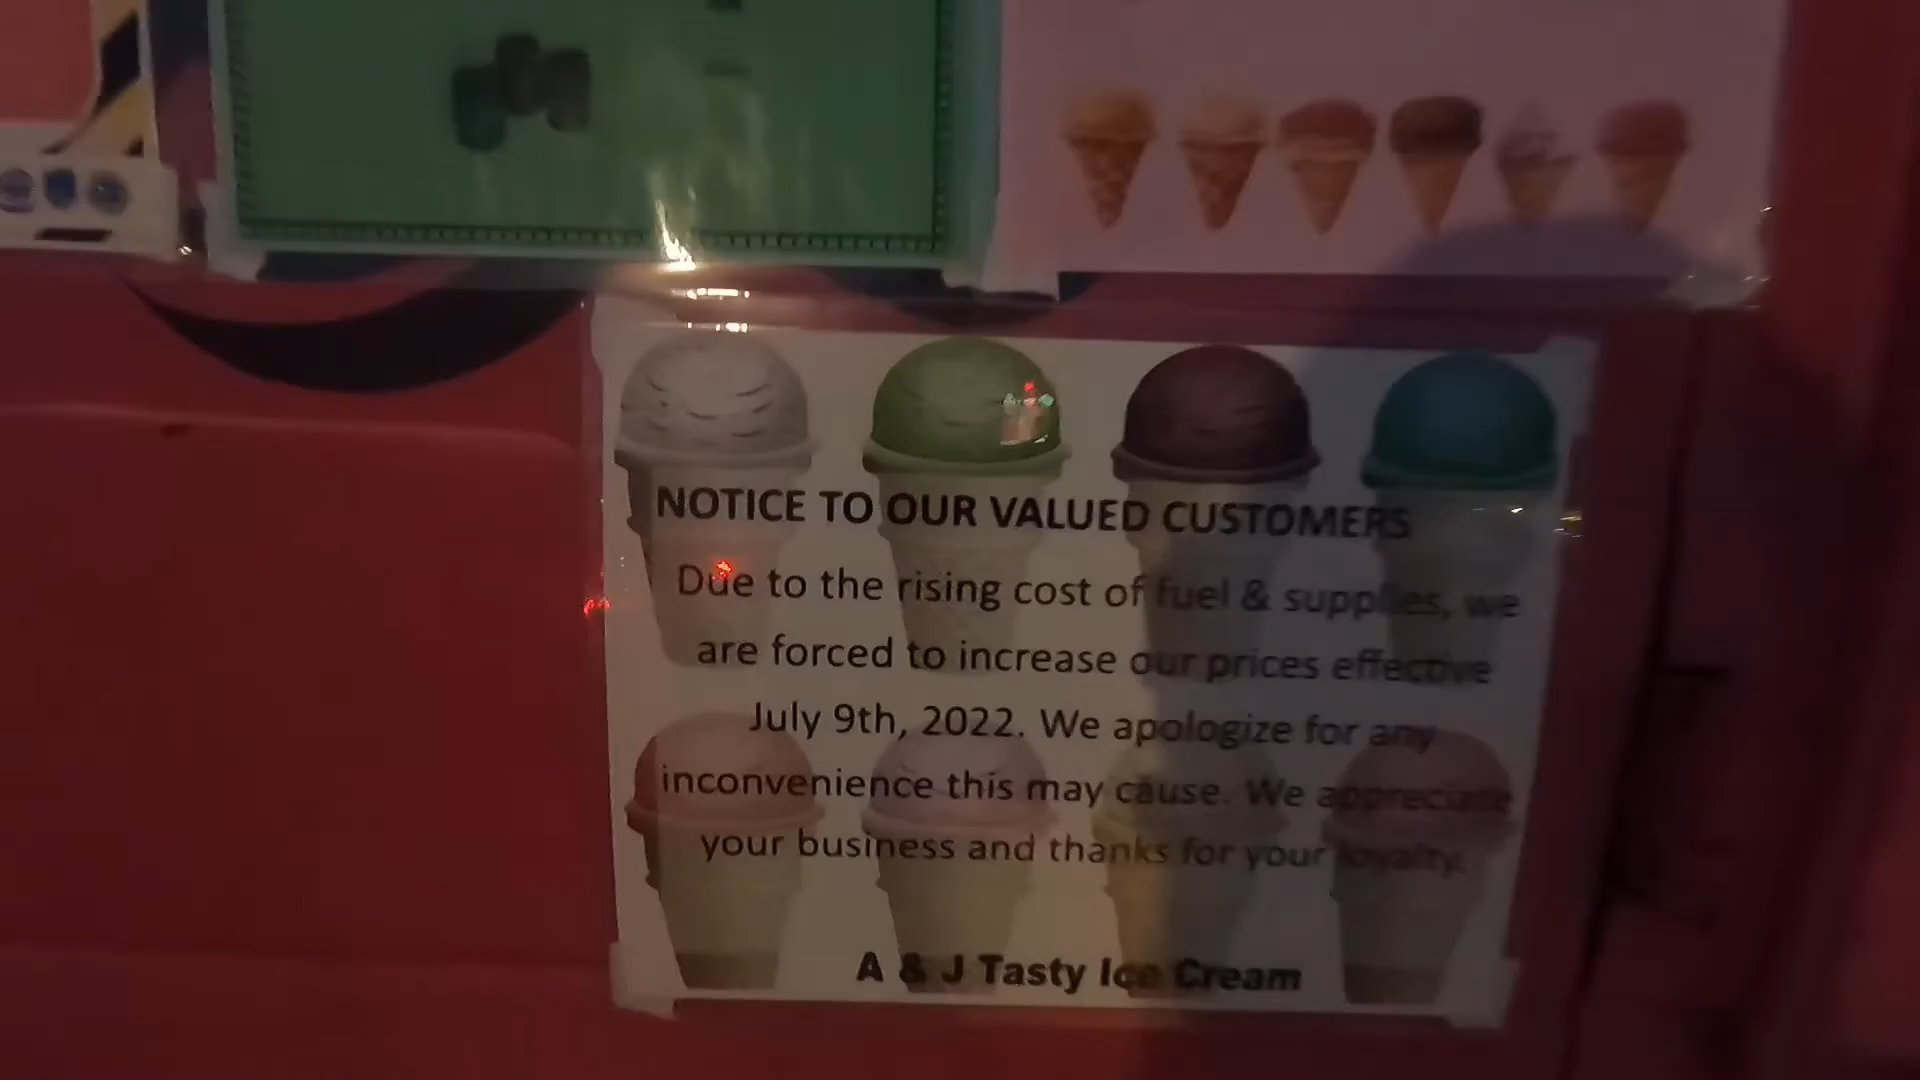 NOTICE TO OUR VALUED CUSTOMERS
Due to the rising cost of fuel & supplies, we
are forced to increase our prices effective
July 9th, 2022. We apologize for any
inconvenience this may cause. We appreciate
your business and thanks for your loyalty.
A & J Tasty Ice Cream